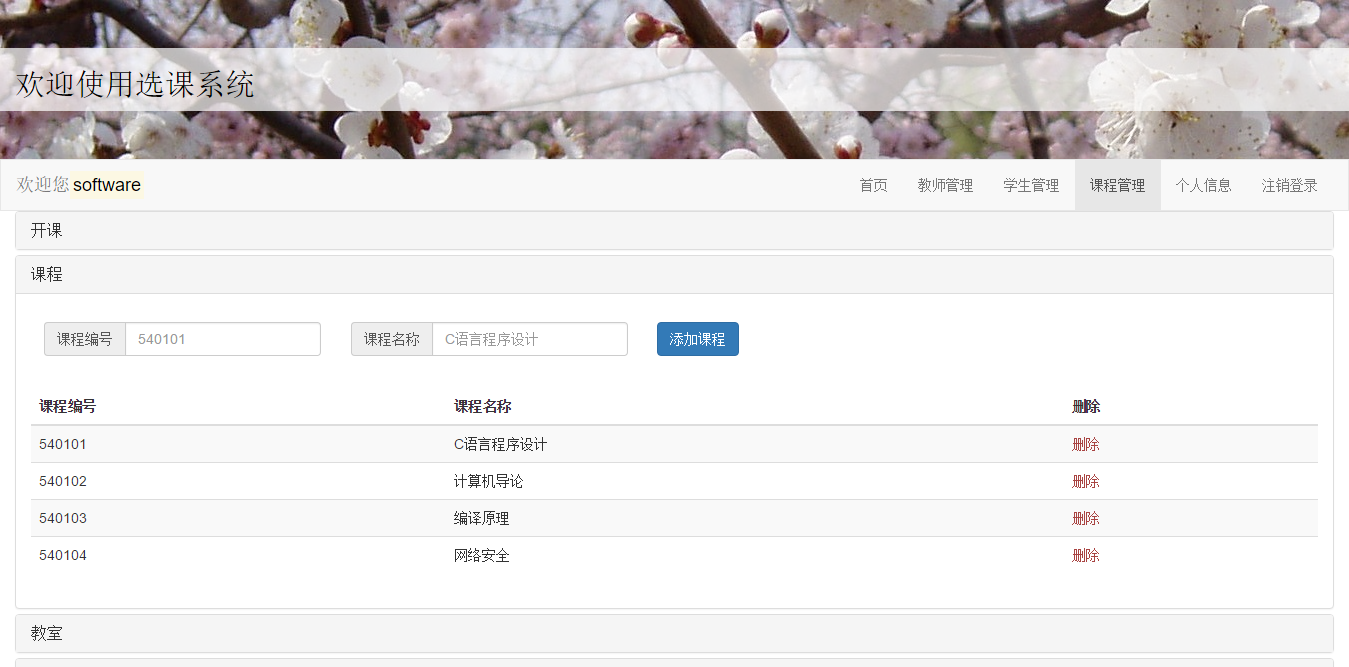 欢迎使用选课系统
欢迎您 software 首页 教师管理 学生管理 课程管理 个人信息 注销登录
开课
课程
课程编号 540101 课程名称 C语言程序设计 添加课程
课程编号 课程名称 删除
540101 C语言程序设计 删除
540102 计算机导论 删除
540103 编译原理 删除
540104 网络安全 删除
教室